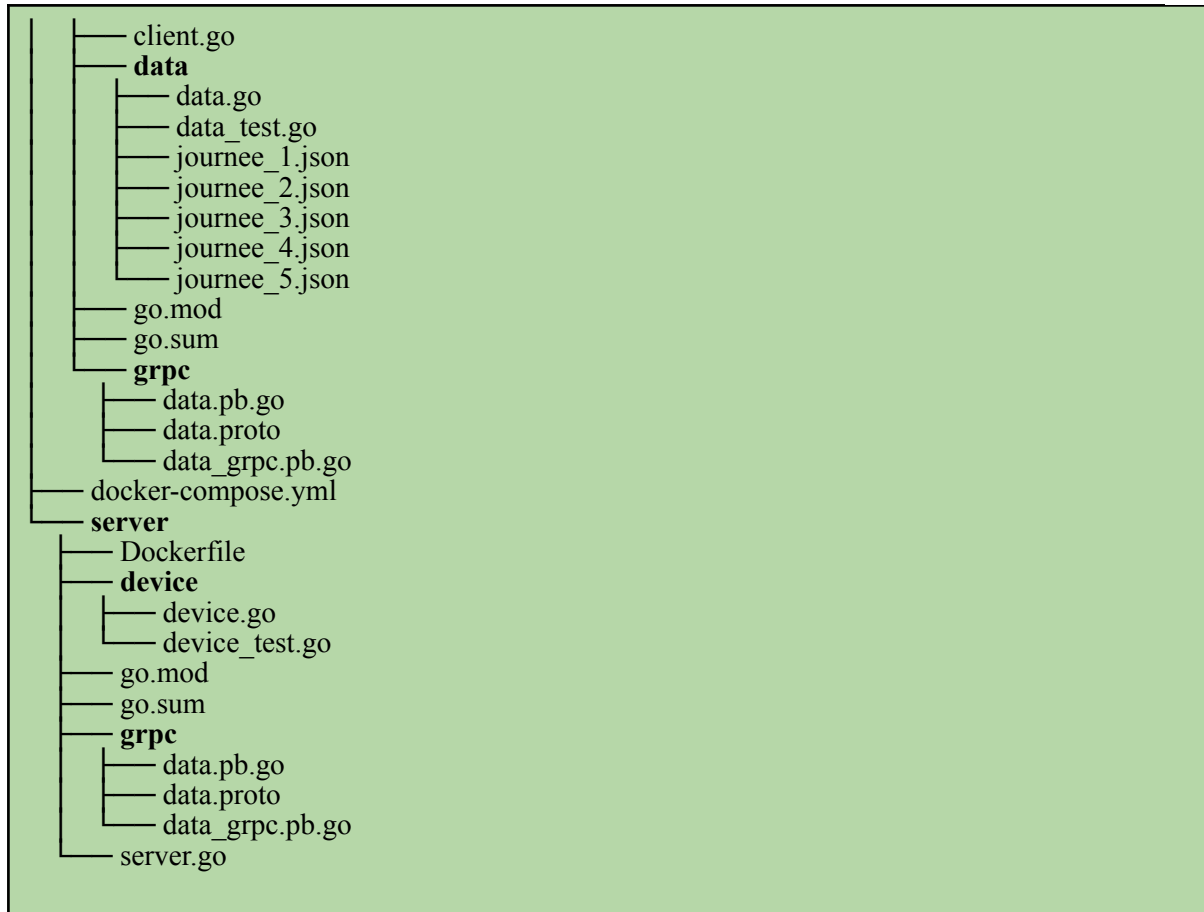 client.go
data
data.go
data_test.go
journee_1.json
journee_2.json
journee_3.json
journee_4.json
journee_5.json
go.mod
go.sum
grpc
data.pb.go
data.proto
data_grpc.pb.go
docker-compose.yml
server
Dockerfile
device
device.go
device_test.go
go.mod
go.sum
grpc
data.pb.go
data.proto
data_grpc.pb.go
server.go